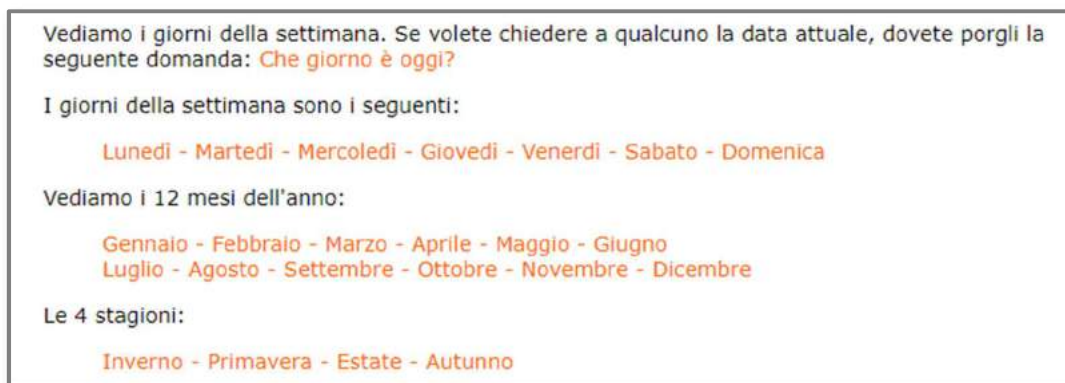 Vediamo i giorni della settimana. Se volete chiedere a qualcuno la data attuale, dovete porgli la
seguente domanda: Che giorno è oggi?
I giorni della settimana sono i seguenti:
Lunedì - Martedì - Mercoledì - Giovedì - Venerdì - Sabato - Domenica
Vediamo i 12 mesi dell'anno:
Gennaio - Febbraio - Marzo - Aprile - Maggio - Giugno
Luglio - Agosto - Settembre - Ottobre - Novembre - Dicembre
Le 4 stagioni:
Inverno - Primavera - Estate - Autunno